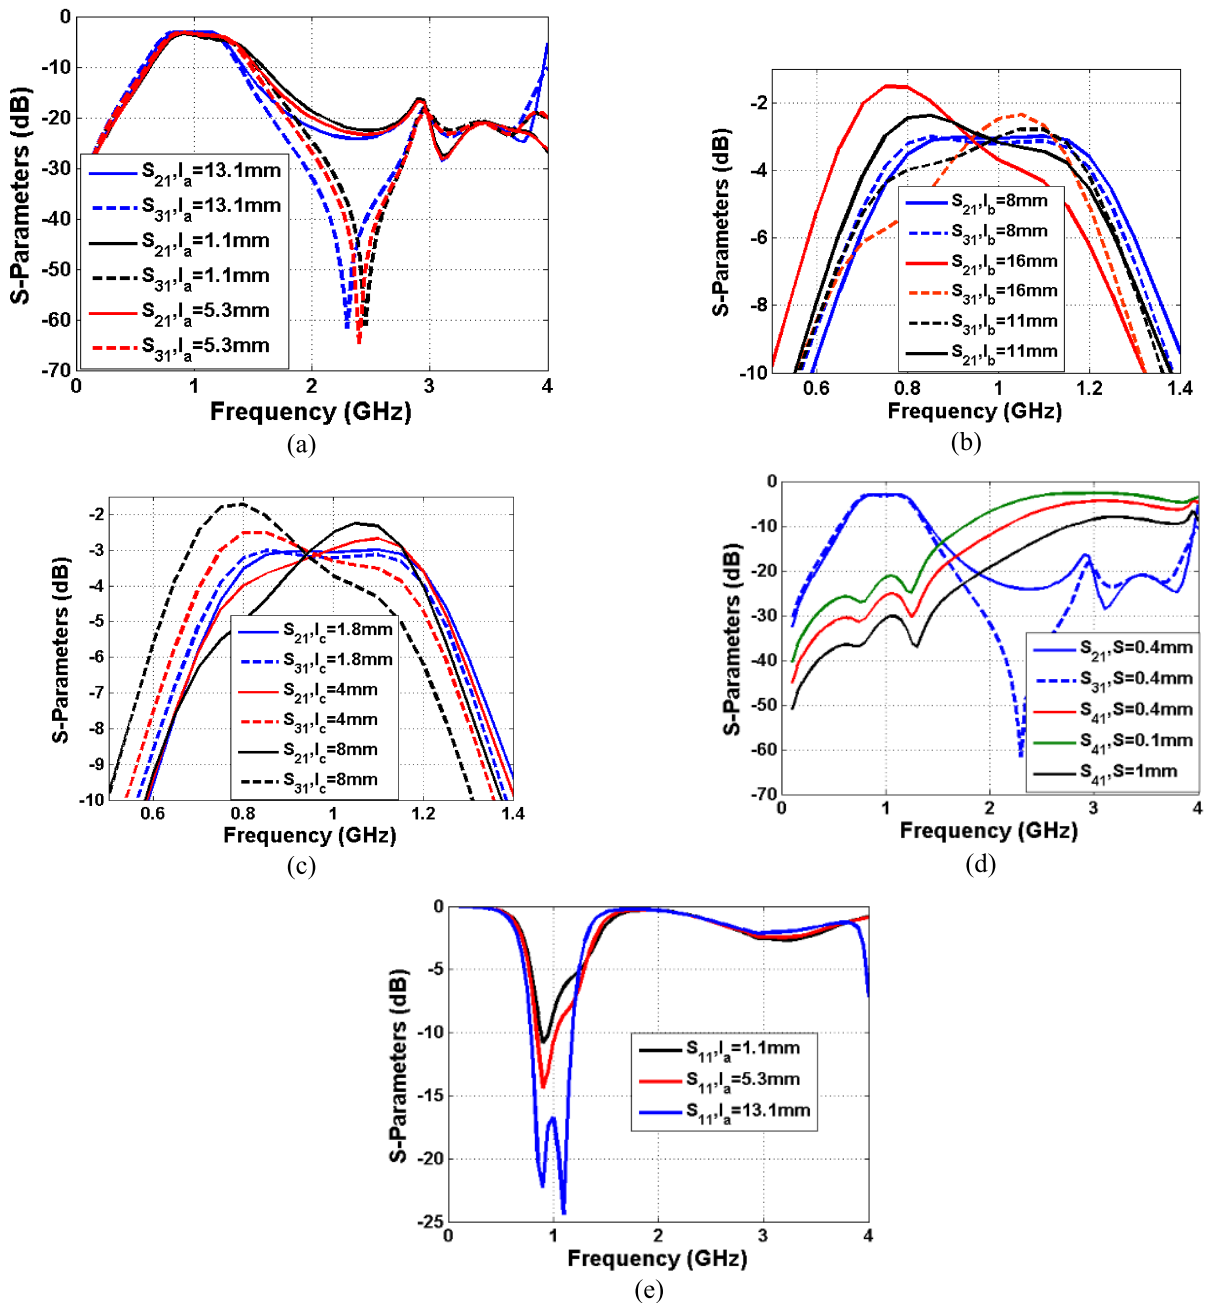 0
-10
-20
-30
-40
-50
-60
-70
S-Parameters (dB)
S21,la=13.1mm
S31,la=13.1mm
S21,la=1.1mm
S31,la=1.1mm
S21,la=5.3mm
S31,la=5.3mm
0 1 2 3 4
Frequency (GHz)
(a)
-2
-4
-6
-8
-10
S-Parameters (dB)
S21,lb=8mm
S31,lb=8mm
S21,lb=16mm
S31,lb=16mm
S31,lb=11mm
S21,lb=11mm
0.6 0.8 1 1.2 1.4
Frequency (GHz)
(b)
-2
-3
-4
-5
-6
-7
-8
-9
-10
S-Parameters (dB)
S21,lc=1.8mm
S31,lc=1.8mm
S21,lc=4mm
S31,lc=4mm
S21,lc=8mm
S31,lc=8mm
0.6 0.8 1 1.2 1.4
Frequency (GHz)
(c)
0
-10
-20
-30
-40
-50
-60
-70
S-Parameters (dB)
S21,S=0.4mm
S31,S=0.4mm
S41,S=0.4mm
S41,S=0.1mm
S41,S=1mm
0 1 2 3 4
Frequency (GHz)
(d)
0
-5
-10
-15
-20
-25
S-Parameters (dB)
S11,la=1.1mm
S11,la=5.3mm
S11,la=13.1mm
0 1 2 3 4
Frequency (GHz)
(e)